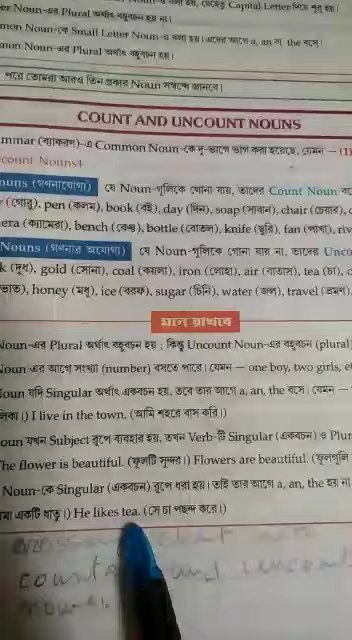 er Noun-এর Plural অর্থাৎ বহুবচন হয় না।
mon Noun-কে Small Letter Noun ও বলা হয়। এদের আগে a, an বা the বসে।
mon Noun-এর Plural অর্থাৎ বহুবচন হয়।
পরে তোমরা আরও তিন প্রকার Noun সম্বন্ধে জানবে।
COUNT AND UNCOUNT NOUNS
mmar (ব্যাকরণ)-এ Common Noun-কে দু-ভাগে ভাগ করা হয়েছে, যেমন — (1)
count Nouns।
ouns (গণনাযোগ্য) যে Noun-গুলিকে গোনা যায়, তাদের Count Noun বলে
r (গোরু), pen (কলম), book (বই), day (দিন), soap (সাবান), chair (চেয়ার),
era (ক্যামেরা), bench (বেঞ্চ), bottle (বোতল), knife (ছুরি), fan (পাখা), riv
Nouns (গণনার অযোগ্য) যে Noun-গুলিকে গোনা যায় না, তাদের Unco
k (দুধ), gold (সোনা), coal (কয়লা), iron (লোহা), air (বাতাস), tea (চা),
ভাত), honey (মধু), ice (বরফ), sugar (চিনি), water (জল), travel (ভ্রমণ)
মনে রাখবে
Noun-এর Plural অর্থাৎ বহুবচন হয় ; কিন্তু Uncount Noun-এর বহুবচন (plural)
Noun এর আগে সংখ্যা (number) বসতে পারে। যেমন — one boy, two girls, e
Noun যদি Singular অর্থাৎ একবচন হয়, তবে তার আগে a, an, the বসে। যেমন —
লিকা।) I live in the town. (আমি শহরে বাস করি।)
oun যখন Subject রূপে ব্যবহার হয়, তখন Verb-টি Singular (একবচন) ও Plur
The flower is beautiful. (ফুলটি সুন্দর।) Flowers are beautiful. (ফুলগুলি
Noun-কে Singular (একবচন) রূপে ধরা হয়। তাই তার আগে a, an, the হয় না
একটি ধাতু।) He likes tea. (সে চা পছন্দ করে।)